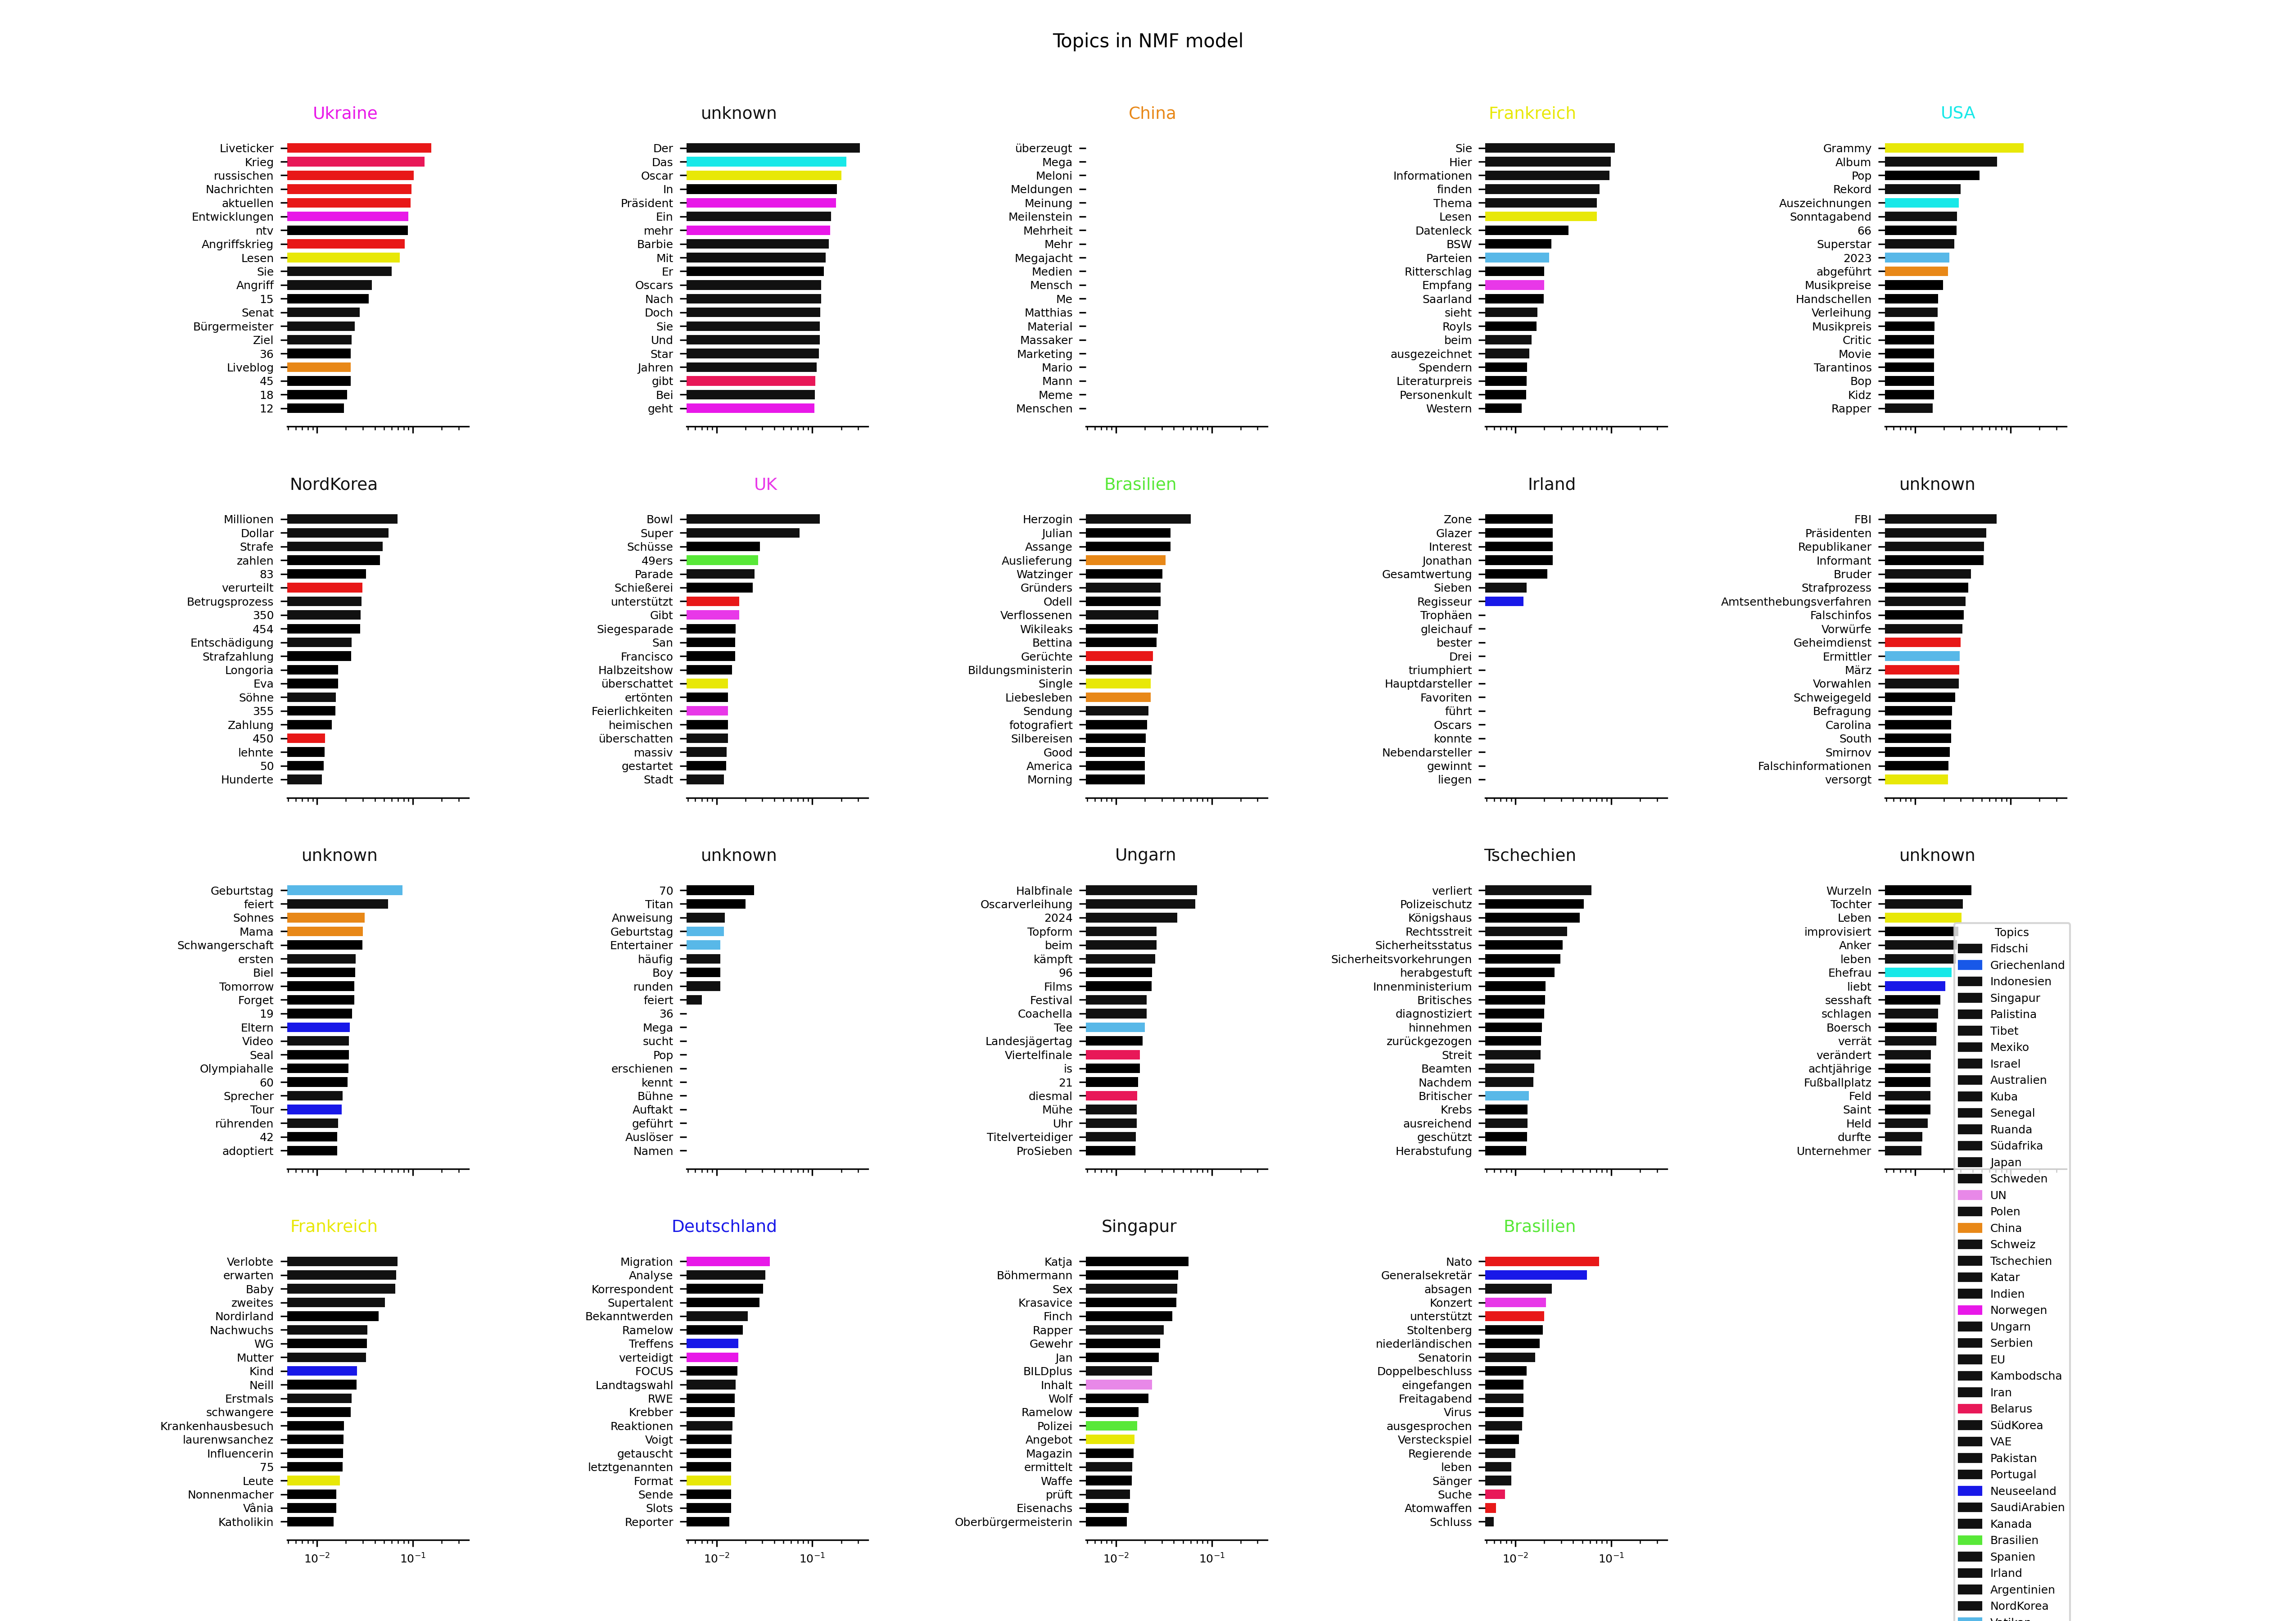 Topics in NMF model
Ukraine
Liveticker
Krieg
russischen
Nachrichten
aktuellen
Entwicklungen
ntv
Angriffskrieg
Lesen
Sie
Angriff
15
Senat
Bürgermeister
Ziel
36
Liveblog
45
18
12
unknown
Der
Das
Oscar
In
Präsident
Ein
mehr
Barbie
Mit
Er
Oscars
Nach
Doch
Sie
Und
Star
Jahren
gibt
Bei
geht
China
überzeugt
Mega
Meloni
Meldungen
Meinung
Meilenstein
Mehrheit
Mehr
Megajacht
Medien
Mensch
Me
Matthias
Material
Massaker
Marketing
Mario
Mann
Meme
Menschen
Frankreich
Sie
Hier
Informationen
finden
Thema
Lesen
Datenleck
BSW
Parteien
Ritterschlag
Empfang
Saarland
sieht
Royls
beim
ausgezeichnet
Spendern
Literaturpreis
Personenkult
Western
USA
Grammy
Album
Pop
Rekord
Auszeichnungen
Sonntagabend
66
Superstar
2023
abgeführt
Musikpreise
Handschellen
Verleihung
Musikpreis
Critic
Movie
Tarantinos
Bop
Kidz
Rapper
NordKorea
Millionen
Dollar
Strafe
zahlen
83
verurteilt
Betrugsprozess
350
454
Entschädigung
Strafzahlung
Longoria
Eva
Söhne
355
Zahlung
450
lehnte
50
Hunderte
UK
Bowl
Super
Schüsse
49ers
Parade
Schießerei
unterstützt
Gibt
Siegesparade
San
Francisco
Halbzeitshow
überschattet
ertönten
Feierlichkeiten
heimischen
überschatten
massiv
gestartet
Stadt
Brasilien
Herzogin
Julian
Assange
Auslieferung
Watzinger
Gründers
Odell
Verflossenen
Wikileaks
Bettina
Gerüchte
Bildungsministerin
Single
Liebesleben
Sendung
fotografiert
Silbereisen
Good
America
Morning
Irland
Zone
Glazer
Interest
Jonathan
Gesamtwertung
Sieben
Regisseur
Trophäen
gleichauf
bester
Drei
triumphiert
Hauptdarsteller
Favoriten
führt
Oscars
konnte
Nebendarsteller
gewinnt
liegen
unknown
FBI
Präsidenten
Republikaner
Informant
Bruder
Strafprozess
Amtsenthebungsverfahren
Falschinfos
Vorwürfe
Geheimdienst
Ermittler
März
Vorwahlen
Schweigegeld
Befragung
Carolina
South
Smirnov
Falschinformationen
versorgt
unknown
Geburtstag
feiert
Sohnes
Mama
Schwangerschaft
ersten
Biel
Tomorrow
Forget
19
Eltern
Video
Seal
Olympiahalle
60
Sprecher
Tour
rührenden
42
adoptiert
unknown
70
Titan
Anweisung
Geburtstag
Entertainer
häufig
Boy
runden
feiert
36
Mega
sucht
Pop
erschienen
kennt
Bühne
Auftakt
geführt
Auslöser
Namen
Ungarn
Halbfinale
Oscarverleihung
2024
Topform
beim
kämpft
96
Films
Festival
Coachella
Tee
Landesjägertag
Viertelfinale
is
21
diesmal
Mühe
Uhr
Titelverteidiger
ProSieben
Tschechien
verliert
Polizeischutz
Königshaus
Rechtsstreit
Sicherheitsstatus
Sicherheitsvorkehrungen
herabgestuft
Innenministerium
Britisches
diagnostiziert
hinnehmen
zurückgezogen
Streit
Beamten
Nachdem
Britischer
Krebs
ausreichend
geschützt
Herabstufung
unknown
Wurzeln
Tochter
Leben
improvisiert
Anker
leben
Ehefrau
liebt
sesshaft
schlagen
Boersch
verrät
verändert
achtjährige
Fußballplatz
Feld
Saint
Held
durfte
Unternehmer
Frankreich
Verlobte
erwarten
Baby
zweites
Nordirland
Nachwuchs
WG
Mutter
Kind
Neill
Erstmals
schwangere
Krankenhausbesuch
laurenwsanchez
Influencerin
75
Leute
Nonnenmacher
Vânia
Katholikin
10⁻² 10⁻¹
Deutschland
Migration
Analyse
Korrespondent
Supertalent
Bekanntwerden
Ramelow
Treffens
verteidigt
FOCUS
Landtagswahl
RWE
Krebber
Reaktionen
Voigt
getauscht
letztgenannten
Format
Sende
Slots
Reporter
10⁻² 10⁻¹
Singapur
Katja
Böhmermann
Sex
Krasavice
Finch
Rapper
Gewehr
Jan
BILDplus
Inhalt
Wolf
Ramelow
Polizei
Angebot
Magazin
ermittelt
Waffe
prüft
Eisenachs
Oberbürgermeisterin
10⁻² 10⁻¹
Brasilien
Nato
Generalsekretär
absagen
Konzert
unterstützt
Stoltenberg
niederländischen
Senatorin
Doppelbeschluss
eingefangen
Freitagabend
Virus
ausgesprochen
Versteckspiel
Regierende
leben
Sänger
Suche
Atomwaffen
Schluss
10⁻² 10⁻¹
Topics
Fidschi
Griechenland
Indonesien
Singapur
Palistina
Tibet
Mexiko
Israel
Australien
Kuba
Senegal
Ruanda
Südafrika
Japan
Schweden
UN
Polen
China
Schweiz
Tschechien
Katar
Indien
Norwegen
Ungarn
Serbien
EU
Kambodscha
Iran
Belarus
SüdKorea
VAE
Pakistan
Portugal
Neuseeland
SaudiArabien
Kanada
Brasilien
Spanien
Irland
Argentinien
NordKorea